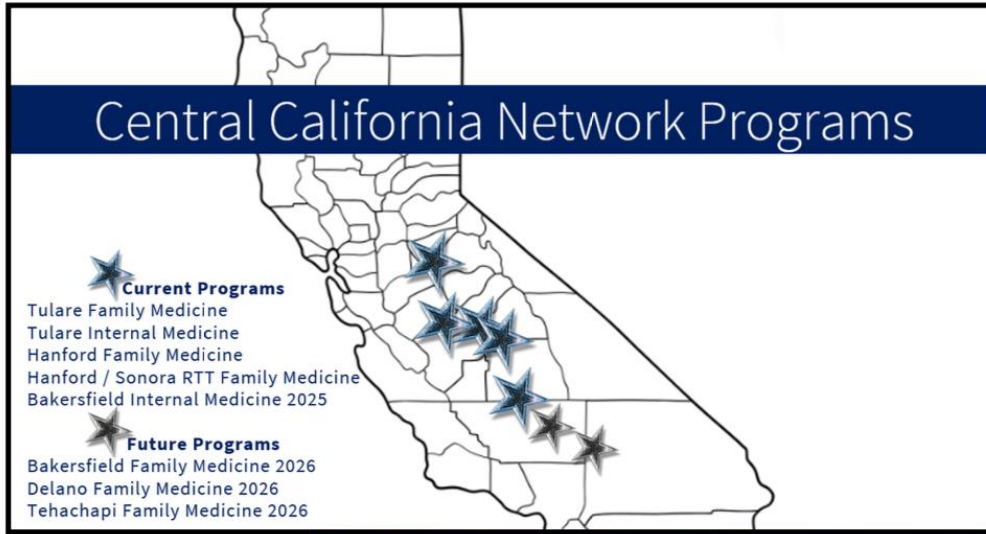 Central California Network Programs
Current Programs
Tulare Family Medicine
Tulare Internal Medicine
Hanford Family Medicine
Hanford / Sonora RTT Family Medicine
Bakersfield Internal Medicine 2025
Future Programs
Bakersfield Family Medicine 2026
Delano Family Medicine 2026
Tehachapi Family Medicine 2026